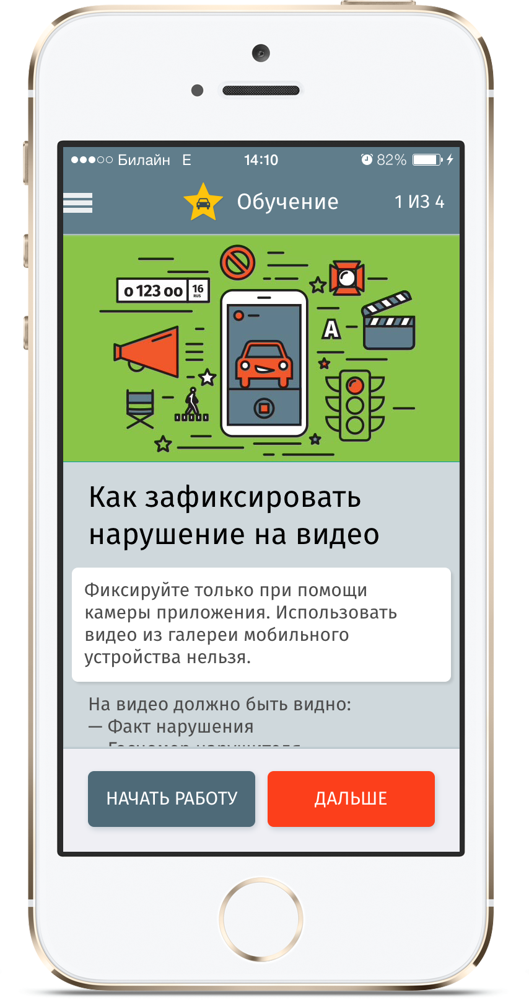 Билайн E 14:10 82%
Обучение 1 ИЗ 4
о 123 оо 16
RUS
А
Как зафиксировать
нарушение на видео
Фиксируйте только при помощи
камеры приложения. Использовать
видео из галереи мобильного
устройства нельзя.
На видео должно быть видно:
— Факт нарушения
НАЧАТЬ РАБОТУ ДАЛЬШЕ